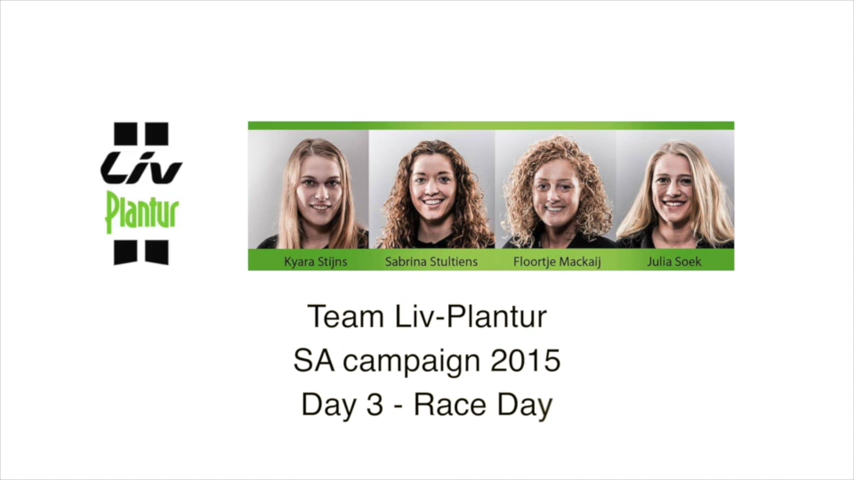 Liv
Plantur
Kyara Stijns
Sabrina Stultiens
Floortje Mackaij
Julia Soek
Team Liv-Plantur
SA campaign 2015
Day 3 - Race Day